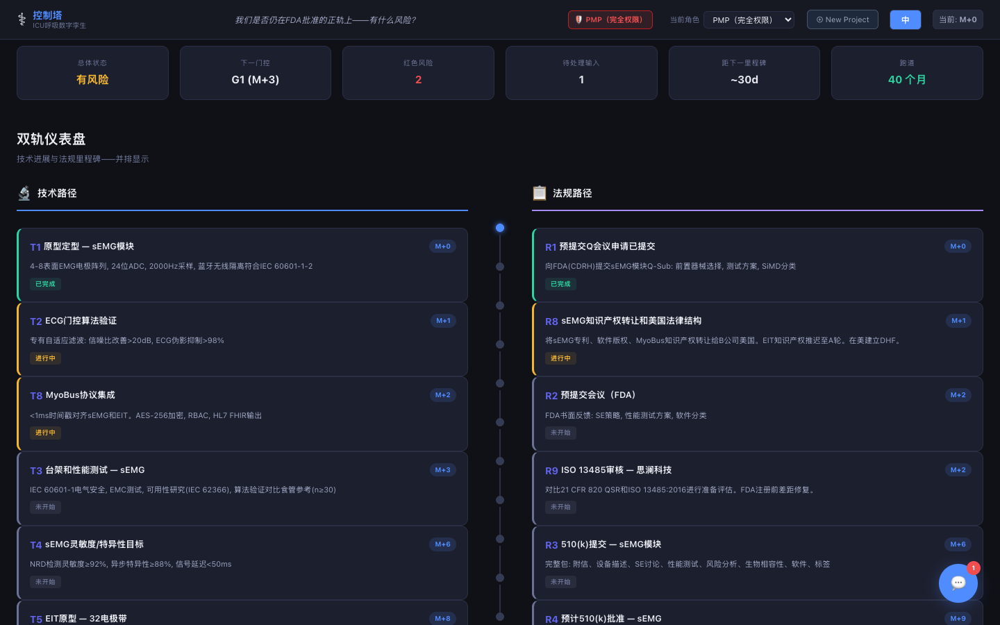 控制塔
ICU呼吸数字孪生
我们是否仍在FDA批准的正轨上——有什么风险?
PMP（完全权限）
当前角色
PMP（完全权限）
New Project
中
当前: M+0
总体状态
有风险
下一门控
G1 (M+3)
红色风险
2
待处理输入
1
距下一里程碑
~30d
跑道
40 个月
双轨仪表盘
技术进展与法规里程碑——并排显示
技术路径
T1 原型定型 — sEMG模块
M+0
4-8表面EMG电极阵列, 24位ADC, 2000Hz采样, 蓝牙无线隔离符合IEC 60601-1-2
已完成
T2 ECG门控算法验证
M+1
专有自适应滤波: 信噪比改善>20dB, ECG伪影抑制>98%
进行中
T8 MyoBus协议集成
M+2
<1ms时间戳对齐sEMG和EIT。AES-256加密, RBAC, HL7 FHIR输出
进行中
T3 台架和性能测试 — sEMG
M+3
IEC 60601-1电气安全, EMC测试, 可用性研究(IEC 62366), 算法验证对比食管参考(n≥30)
未开始
T4 sEMG灵敏度/特异性目标
M+6
NRD检测灵敏度≥92%, 异步特异性≥88%, 信号延迟<50ms
未开始
T5 EIT原型 — 32电极带
M+8
法规路径
R1 预提交Q会议申请已提交
M+0
向FDA(CDRH)提交sEMG模块Q-Sub: 前置器械选择, 测试方案, SiMD分类
已完成
R8 sEMG知识产权转让和美国法律结构
M+1
将sEMG专利、软件版权、MyoBus知识产权转让给B公司美国。EIT知识产权推迟至A轮。在美建立DHF。
进行中
R2 预提交会议（FDA）
M+2
FDA书面反馈: SE策略, 性能测试方案, 软件分类
未开始
R9 ISO 13485审核 — 思澜科技
M+2
对比21 CFR 820 QSR和ISO 13485:2016进行准备评估。FDA注册前差距修复。
未开始
R3 510(k)提交 — sEMG模块
M+6
完整包: 附信、设备描述、SE讨论、性能测试、风险分析、生物相容性、软件、标签
未开始
R4 预计510(k)批准 — sEMG
M+9
1